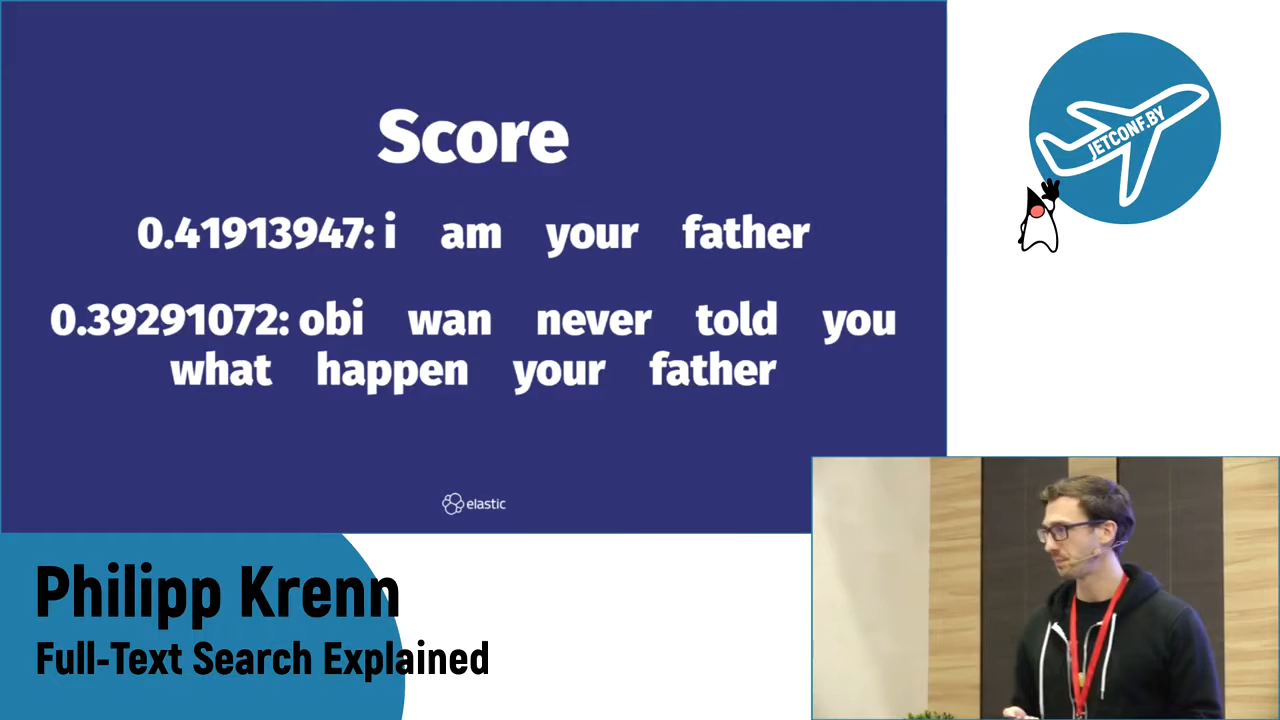 Score
0.41913947: i am your father
0.39291072: obi wan never told you
what happen your father
elastic
JETCONF.BY
Philipp Krenn
Full-Text Search Explained